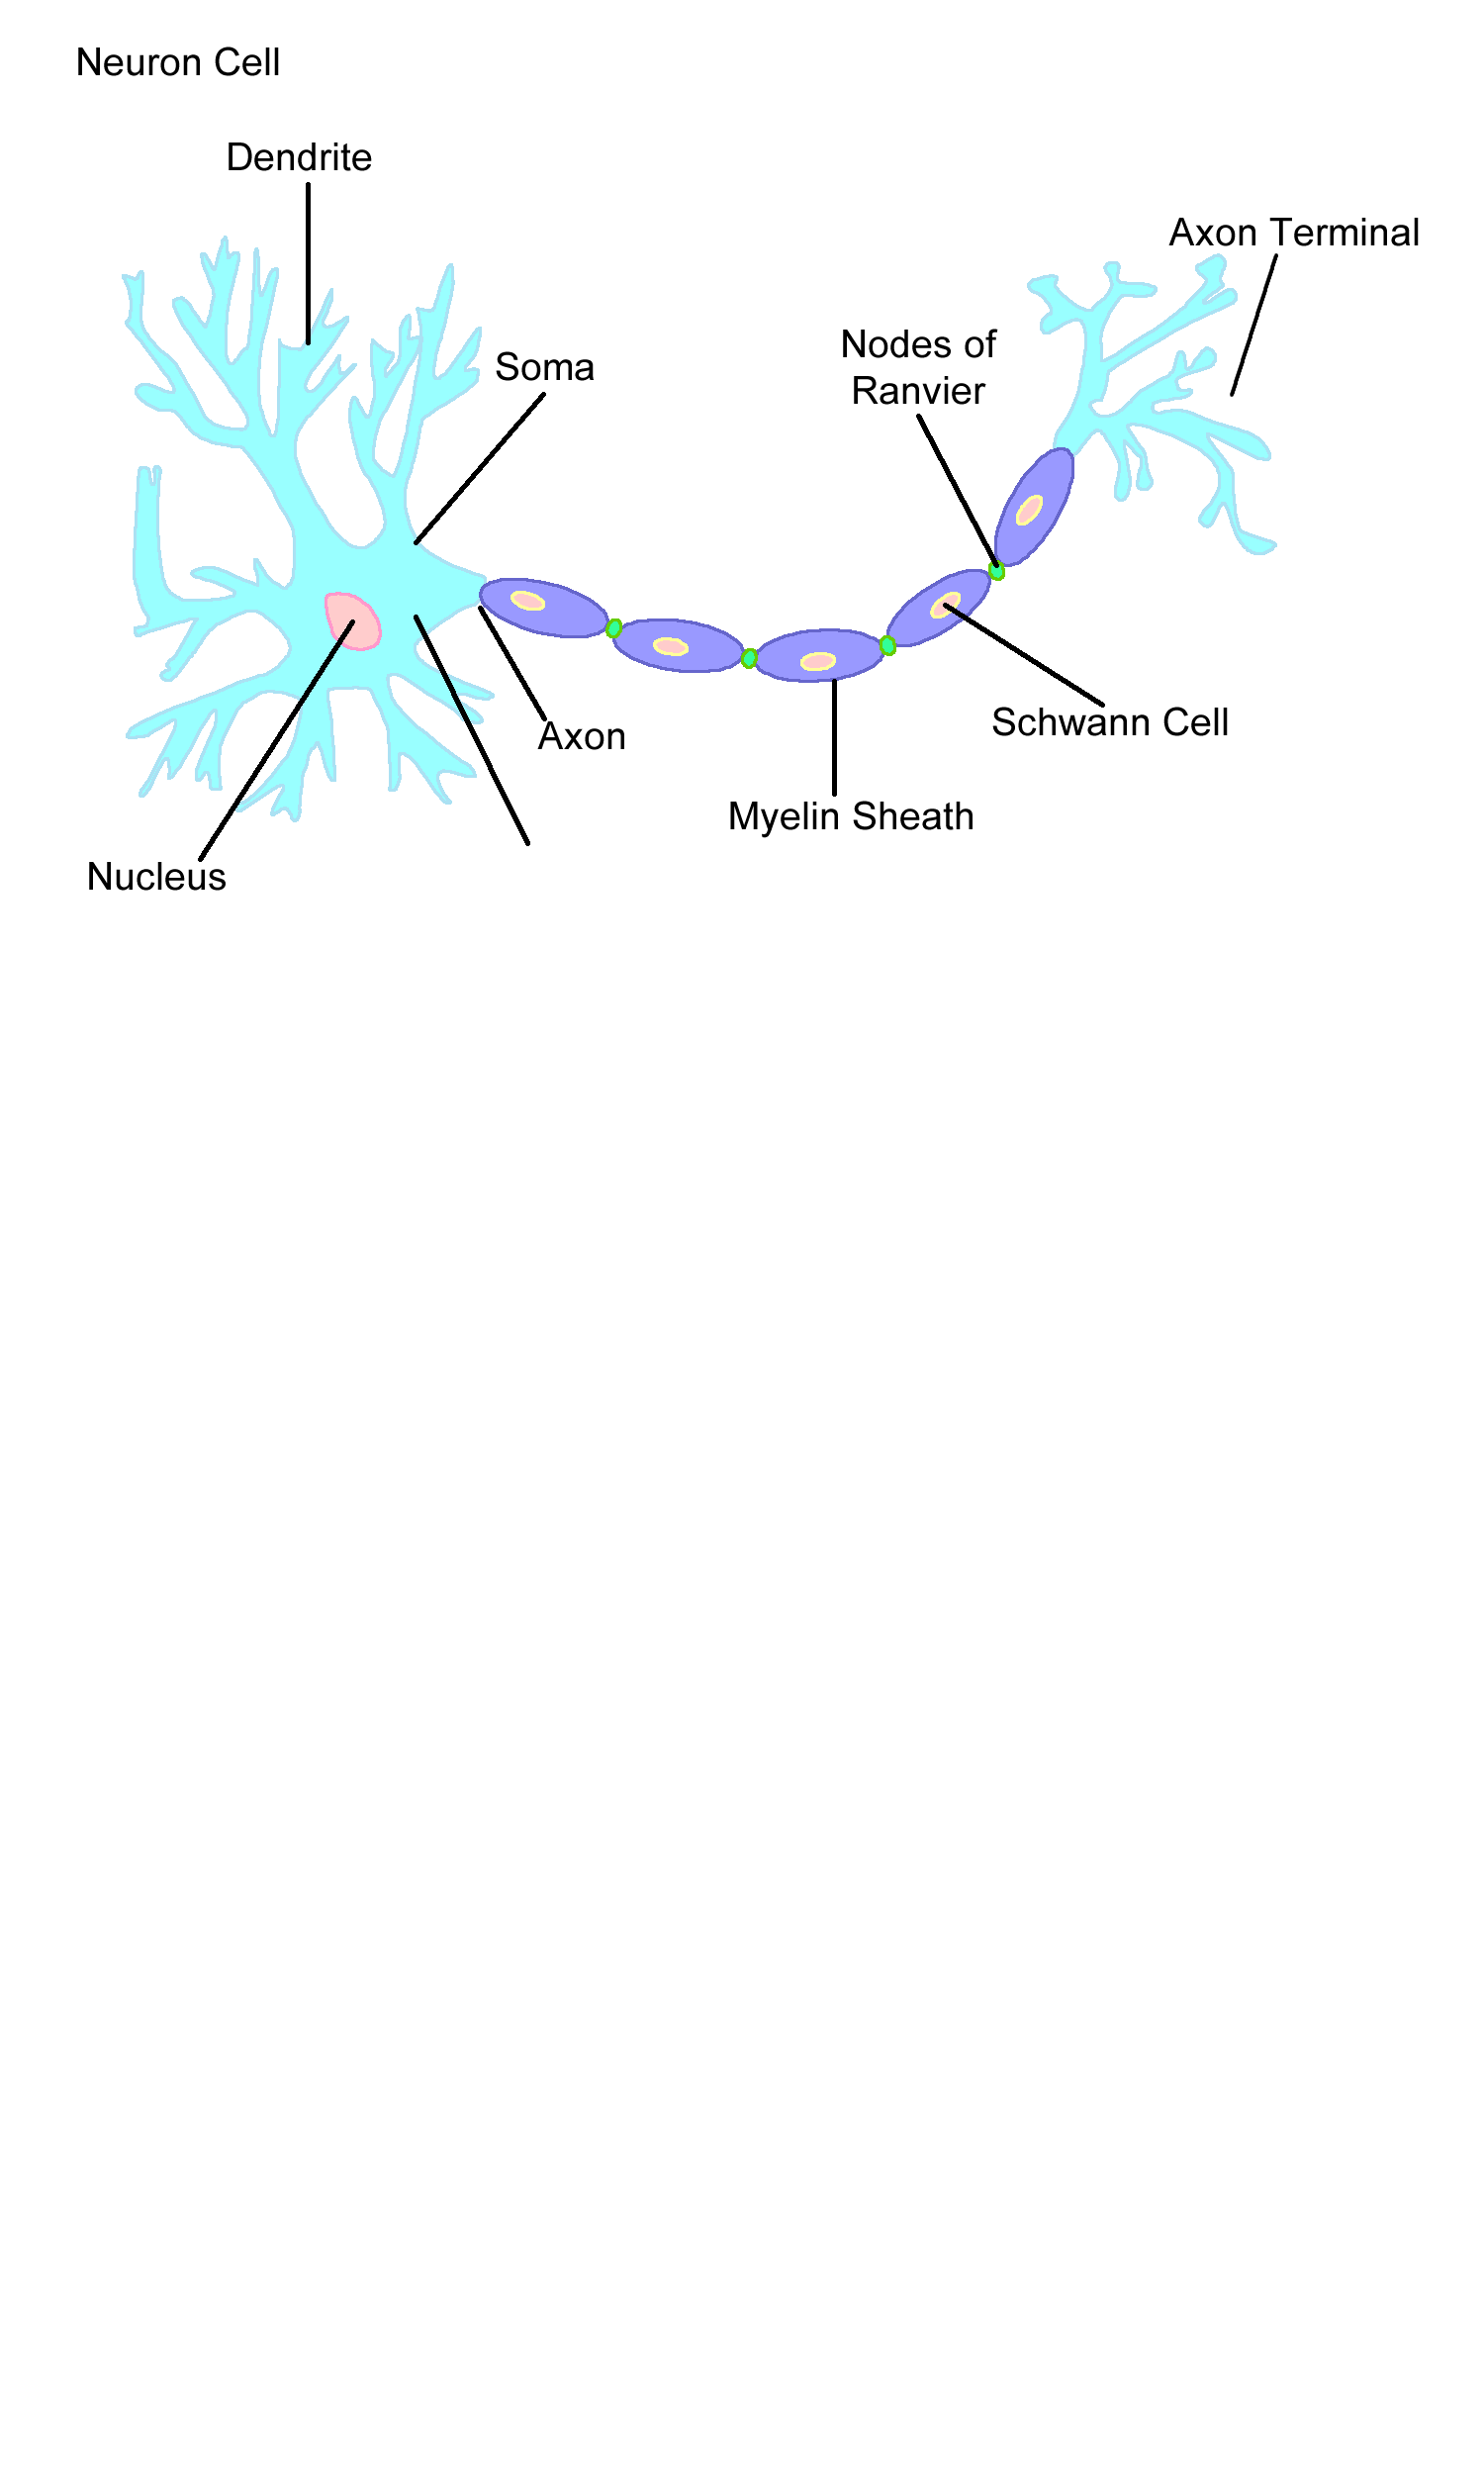 Neuron Cell
Dendrite
Axon Terminal
Nodes of
Ranvier
Soma
Schwann Cell
Axon
Myelin Sheath
Nucleus